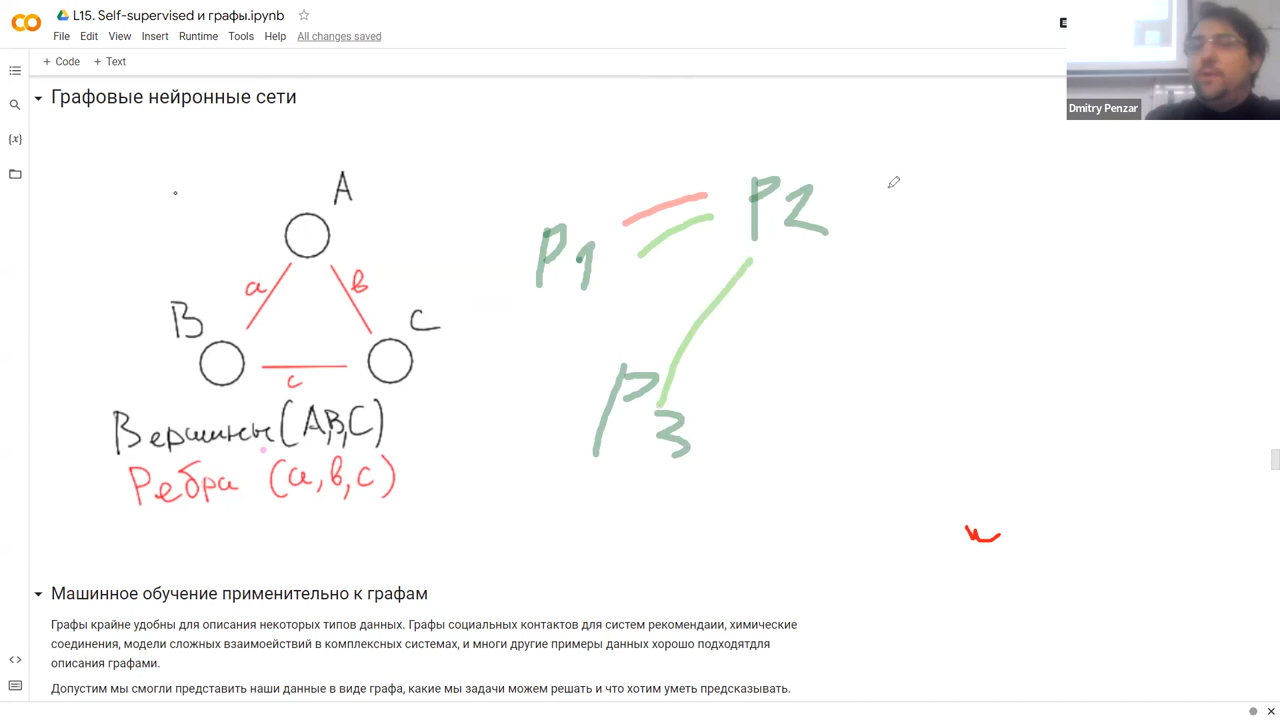 L15. Self-supervised и графы.ipynb
File Edit View Insert Runtime Tools Help All changes saved
+ Code + Text
Dmitry Penzar
Графовые нейронные сети
A
B
C
a
в
c
Вершины (A,B,C)
Ребра (a, в, c)
P1
P2
P3
Машинное обучение применительно к графам
Графы крайне удобны для описания некоторых типов данных. Графы социальных контактов для систем рекомендаии, химические
соединения, модели сложных взаимоействий в комплексных системах, и многи другие примеры данных хорошо подходятдля
описания графами.
Допустим мы смогли представить наши данные в виде графа, какие мы задачи можем решать и что хотим уметь предсказывать.